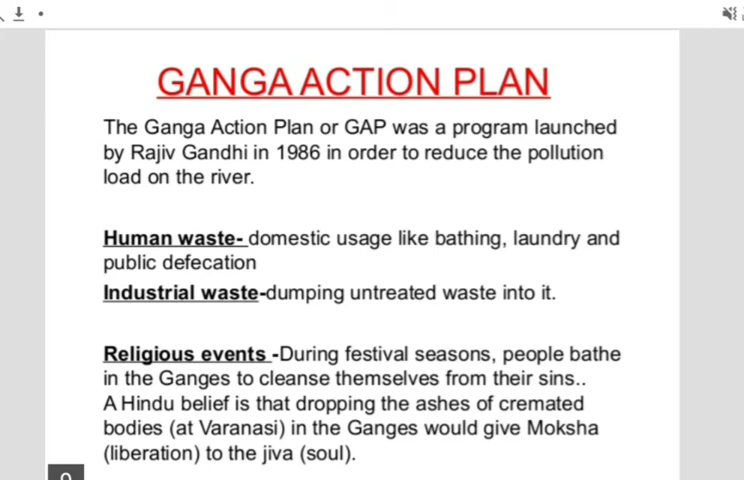 GANGA ACTION PLAN
The Ganga Action Plan or GAP was a program launched
by Rajiv Gandhi in 1986 in order to reduce the pollution
load on the river.
Human waste- domestic usage like bathing, laundry and
public defecation
Industrial waste-dumping untreated waste into it.
Religious events -During festival seasons, people bathe
in the Ganges to cleanse themselves from their sins..
A Hindu belief is that dropping the ashes of cremated
bodies (at Varanasi) in the Ganges would give Moksha
(liberation) to the jiva (soul).